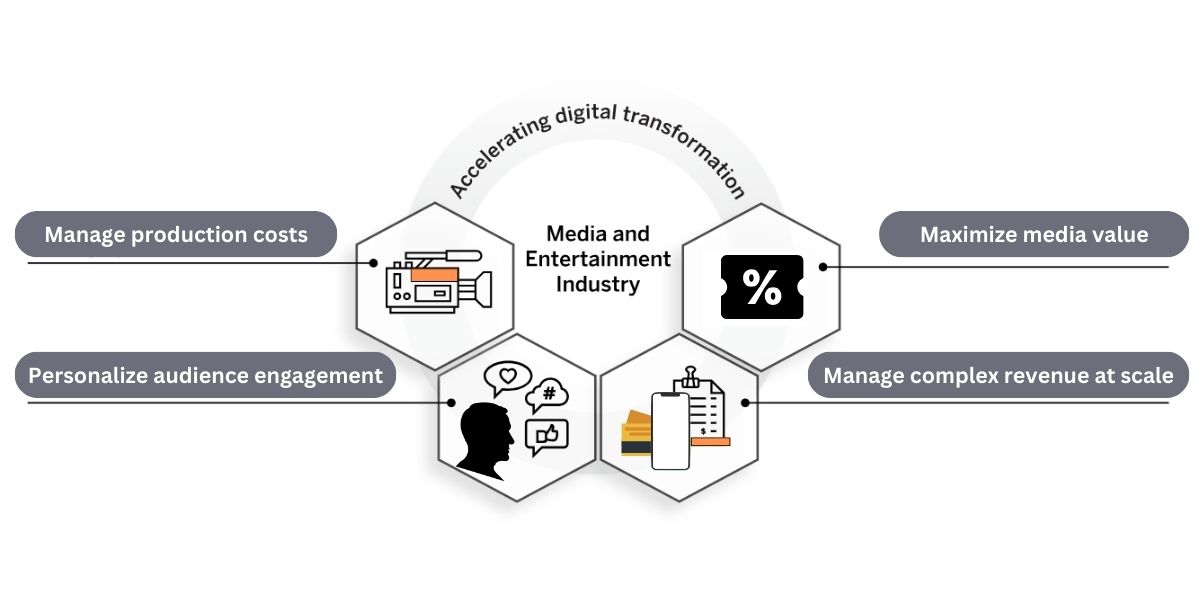 Accelerating digital transformation
Media and
Entertainment
Industry
Manage production costs
Maximize media value
%
Personalize audience engagement
#
Manage complex revenue at scale
$